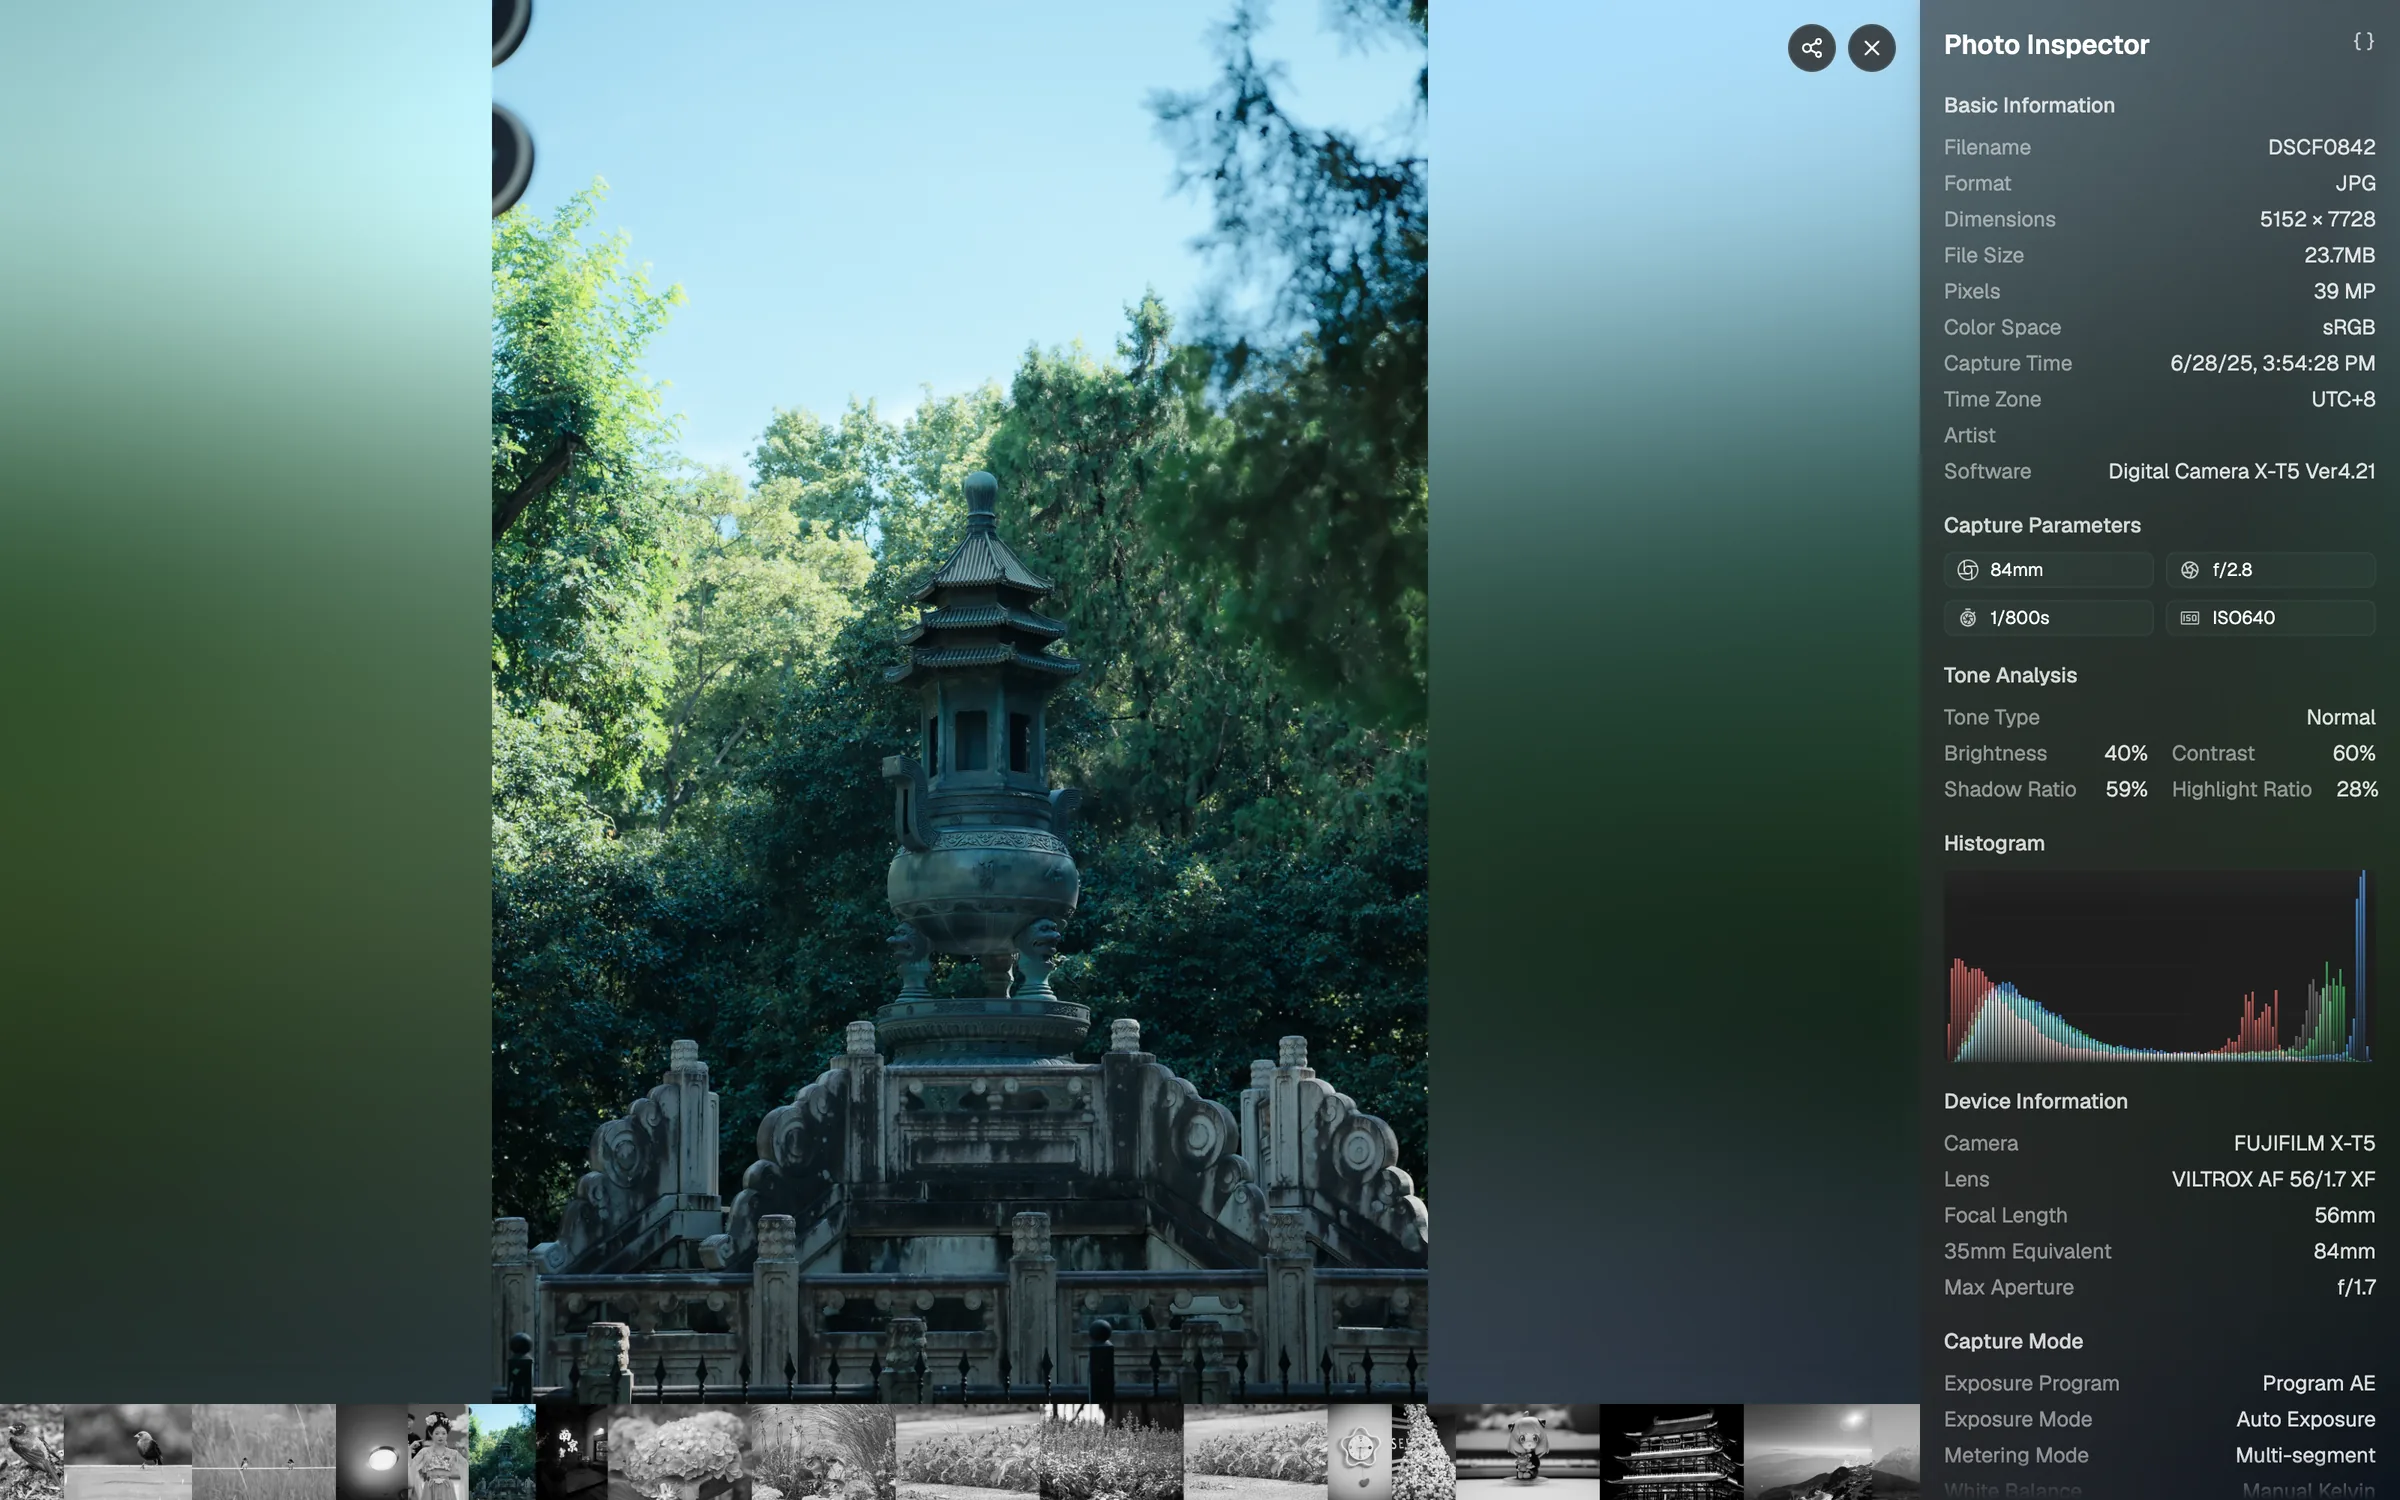 Photo Inspector
Basic Information
Filename DSCF0842
Format JPG
Dimensions 5152 × 7728
File Size 23.7MB
Pixels 39 MP
Color Space sRGB
Capture Time 6/28/25, 3:54:28 PM
Time Zone UTC+8
Artist
Software Digital Camera X-T5 Ver4.21
Capture Parameters
84mm f/2.8
1/800s ISO ISO640
Tone Analysis
Tone Type Normal
Brightness 40% Contrast 60%
Shadow Ratio 59% Highlight Ratio 28%
Histogram
Device Information
Camera FUJIFILM X-T5
Lens VILTROX AF 56/1.7 XF
Focal Length 56mm
35mm Equivalent 84mm
Max Aperture f/1.7
Capture Mode
Exposure Program Program AE
Exposure Mode Auto Exposure
Metering Mode Multi-segment
White Balance Manual Kelvin